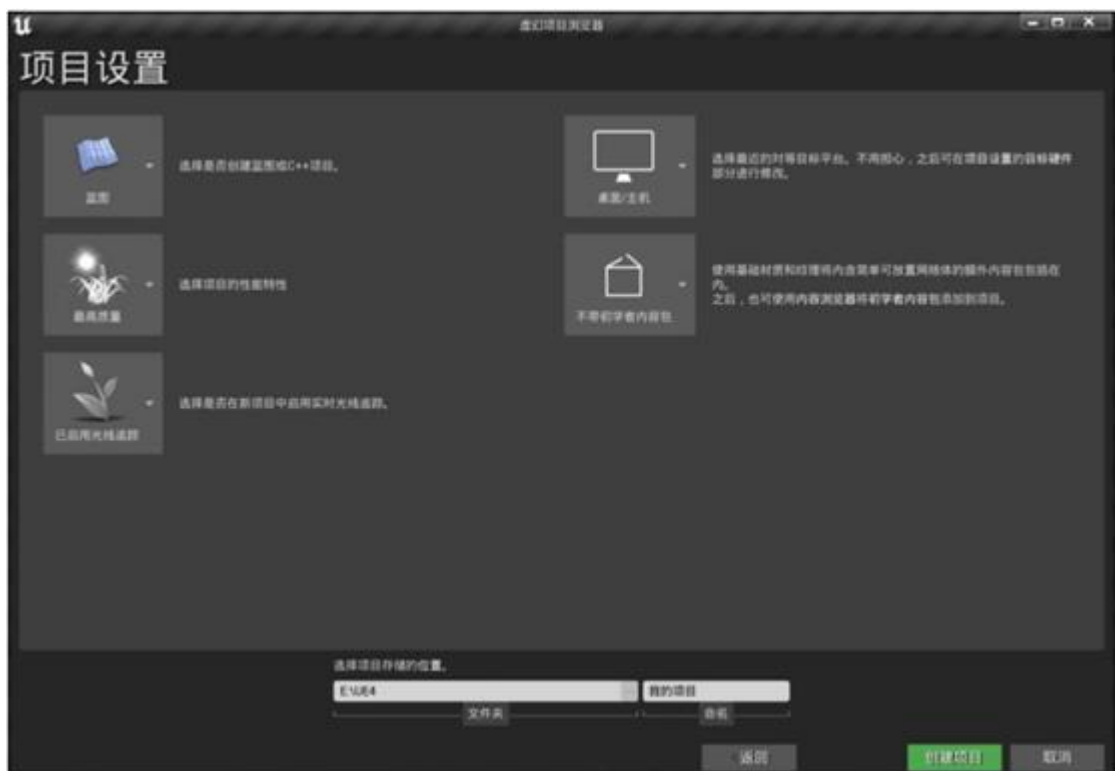 虚幻项目浏览器
项目设置
蓝图
选择是否创建蓝图或C++项目。
桌面/主机
选择最近的对等目标平台。不用担心，之后可在项目设置的目标硬件
部分进行修改。
最高质量
选择项目的性能特性
不带初学者内容包
使用基础材质和纹理将内含简单可放置网格体的额外内容包包括在
内。
之后，也可使用内容浏览器将初学者内容包添加到项目。
已启用光线追踪
选择是否在新项目中启用实时光线追踪。
选择项目存储的位置。
E:\UE4
我的项目
文件夹
命名
返回
创建项目
取消